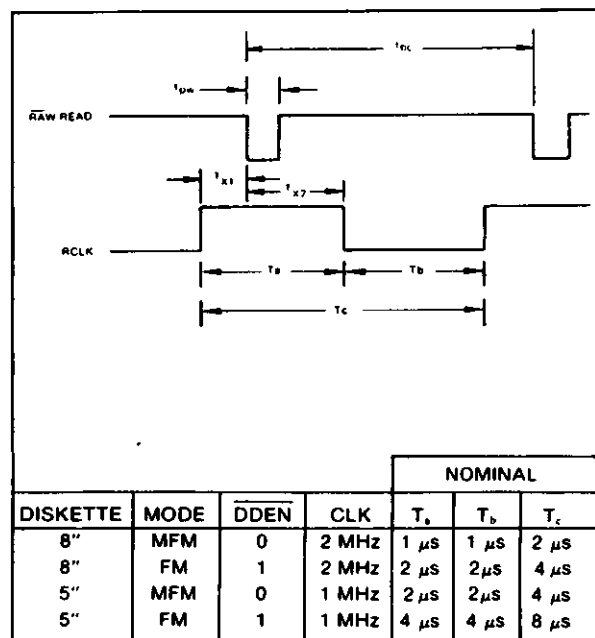 Tbc
Tpw
RAW READ
TX1
TX2
RCLK
Ta
Tb
Tc
NOMINAL
DISKETTE MODE DDEN CLK Ta Tb Tc
8" MFM 0 2 MHz 1 μs 1 μs 2 μs
8" FM 1 2 MHz 2 μs 2μs 4 μs
5" MFM 0 1 MHz 2 μs 2μs 4 μs
5" FM 1 1 MHz 4 μs 4 μs 8 μs